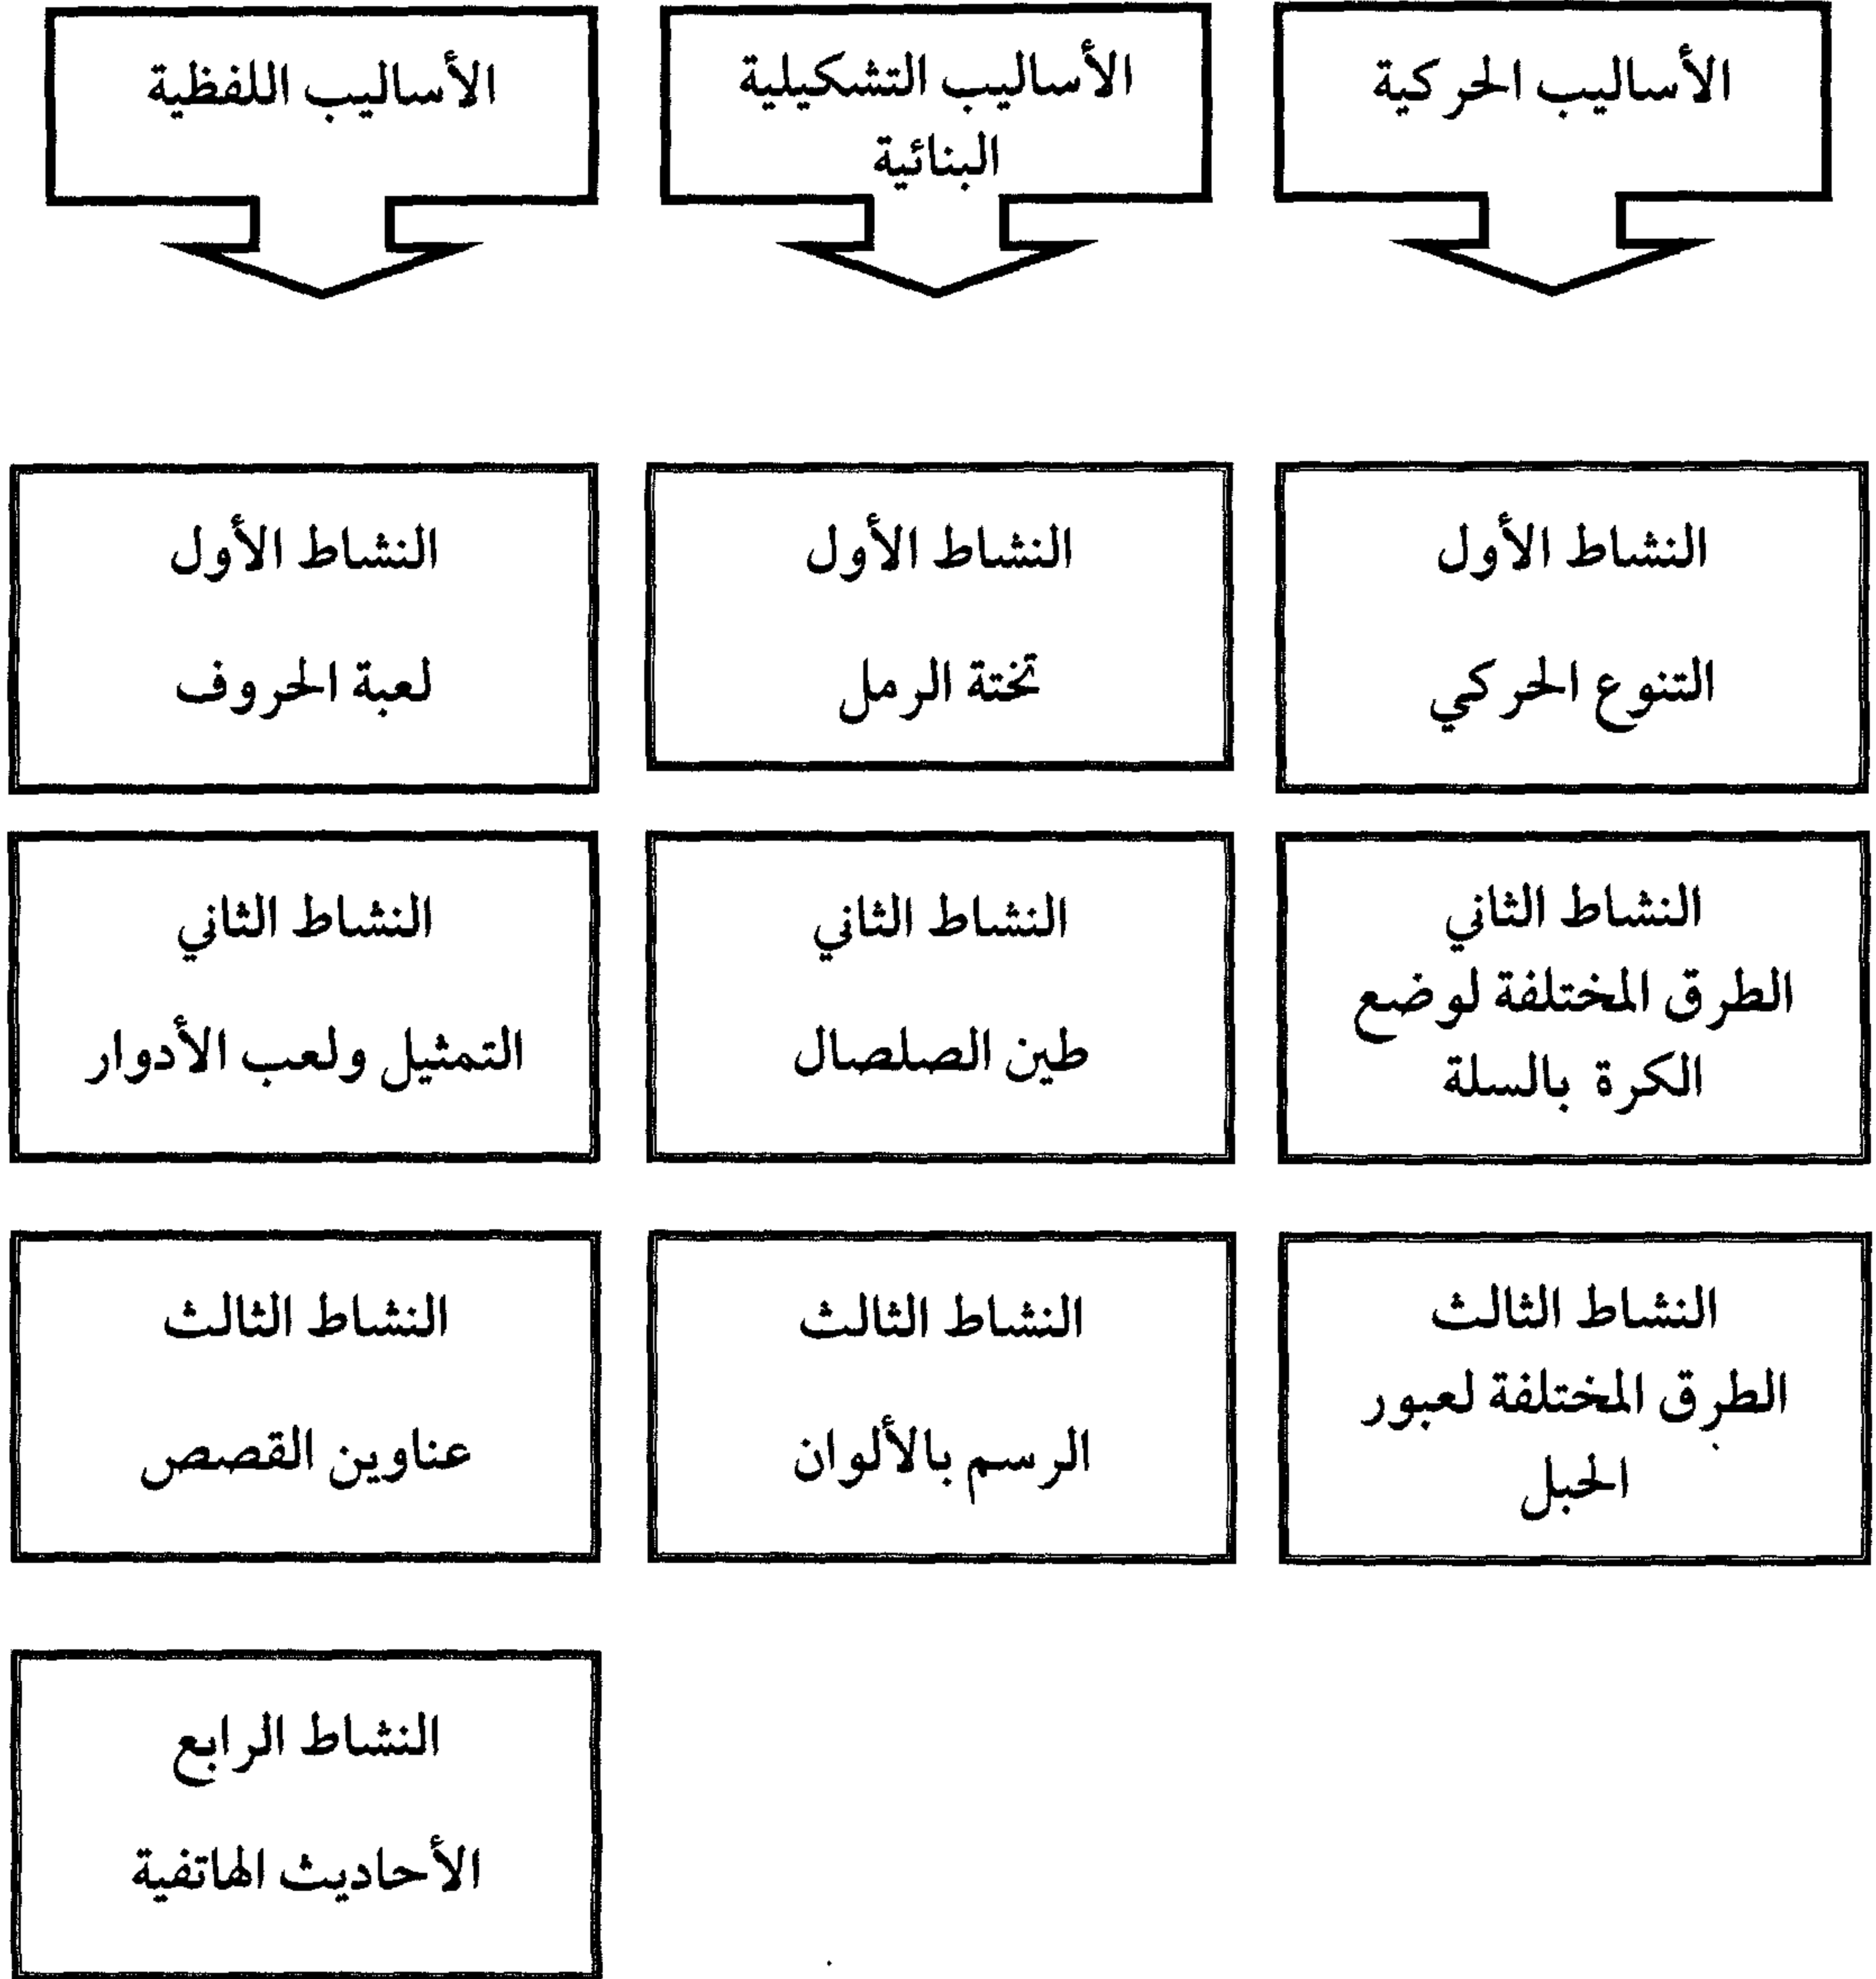 الأساليب الحركية
الأساليب التشكيلية
البنائية
الأساليب اللفظية
النشاط الأول
التنوع الحركي
النشاط الأول
تختة الرمل
النشاط الأول
لعبة الحروف
النشاط الثاني
الطرق المختلفة لوضع
الكرة بالسلة
النشاط الثاني
طين الصلصال
النشاط الثاني
التمثيل ولعب الأدوار
النشاط الثالث
الطرق المختلفة لعبور
الحبل
النشاط الثالث
الرسم بالألوان
النشاط الثالث
عناوين القصص
النشاط الرابع
الأحاديث الهاتفية